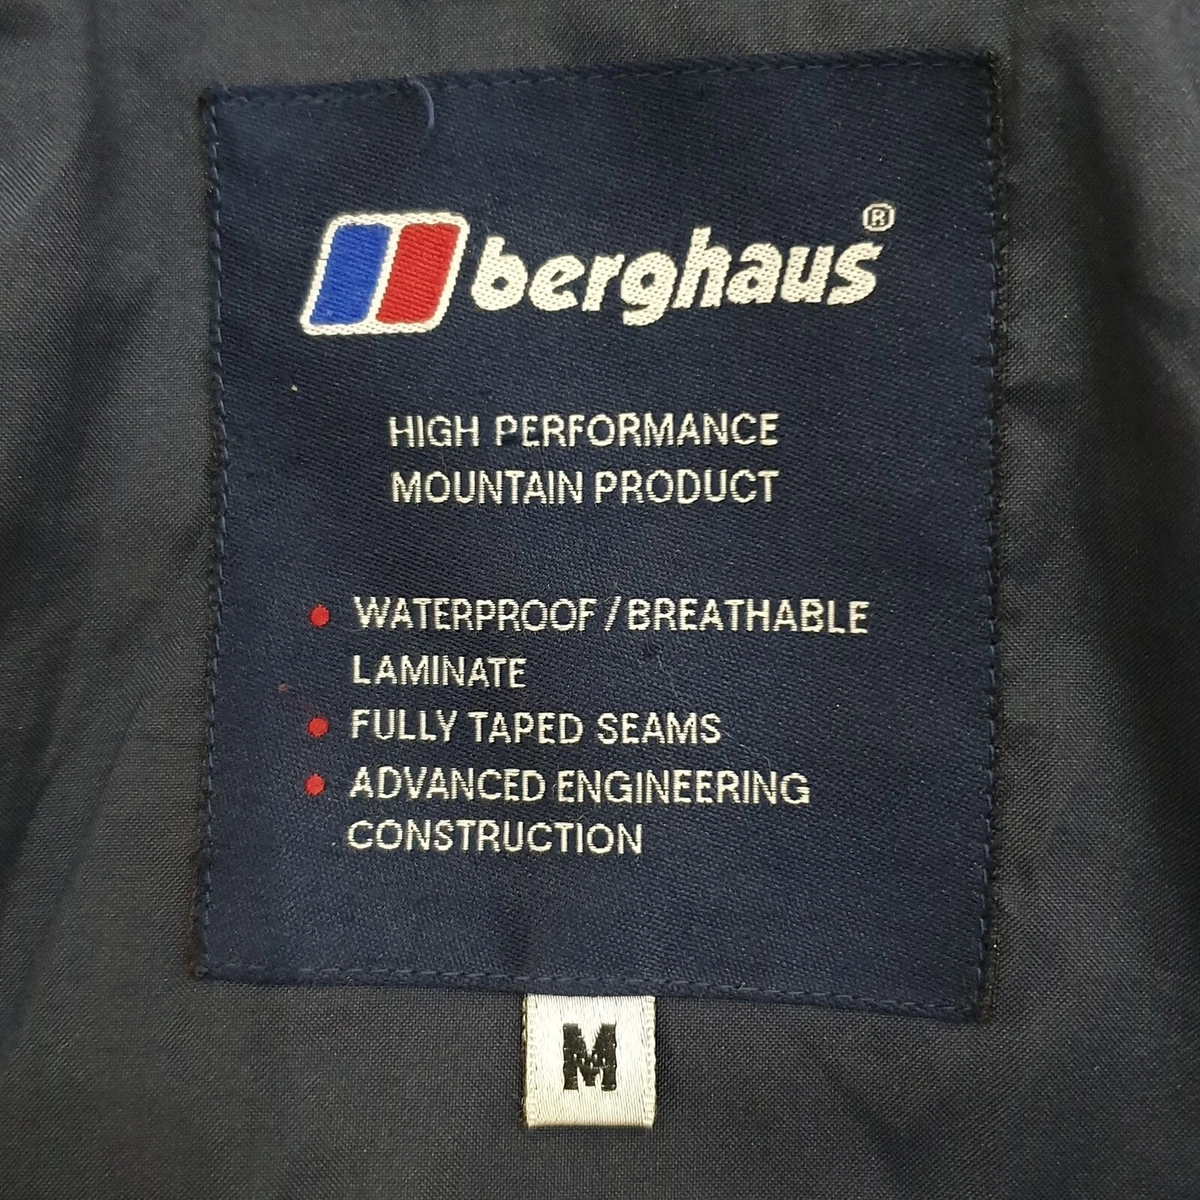 berghaus®
HIGH PERFORMANCE
MOUNTAIN PRODUCT
• WATERPROOF/BREATHABLE
LAMINATE
• FULLY TAPED SEAMS
• ADVANCED ENGINEERING
CONSTRUCTION
M